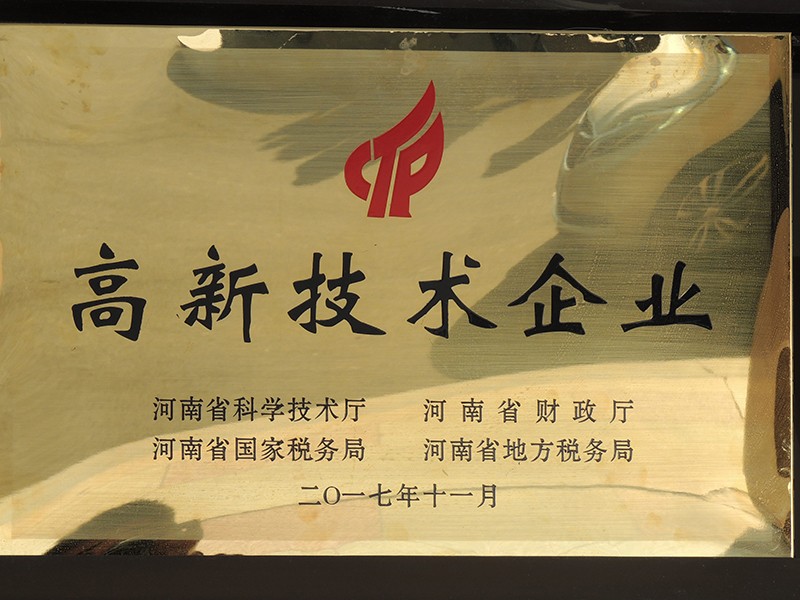 CTP
高新技术企业
河南省科学技术厅 河南省财政厅
河南省国家税务局 河南省地方税务局
二〇一七年十一月